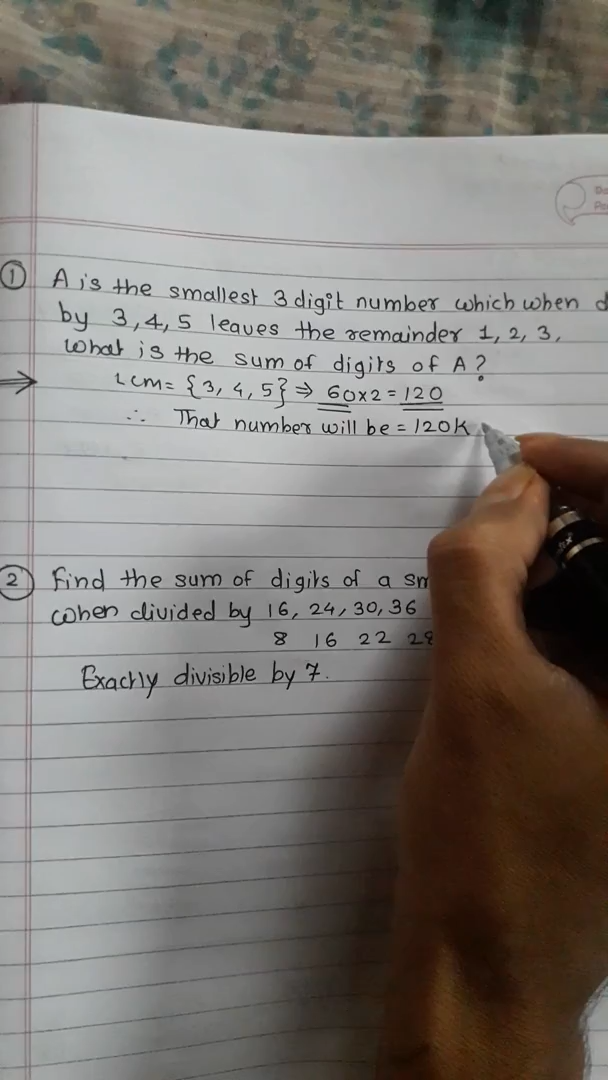 ① A is the smallest 3 digit number which when d
by 3, 4, 5 leaves the remainder 1, 2, 3,
what is the sum of digits of A?
⇒ LCM = {3, 4, 5} ⇒ 60 x 2 = 120
∴ That number will be = 120K
② Find the sum of digits of a sm
when divided by 16, 24, 30, 36
8 16 22 28
Exactly divisible by 7.